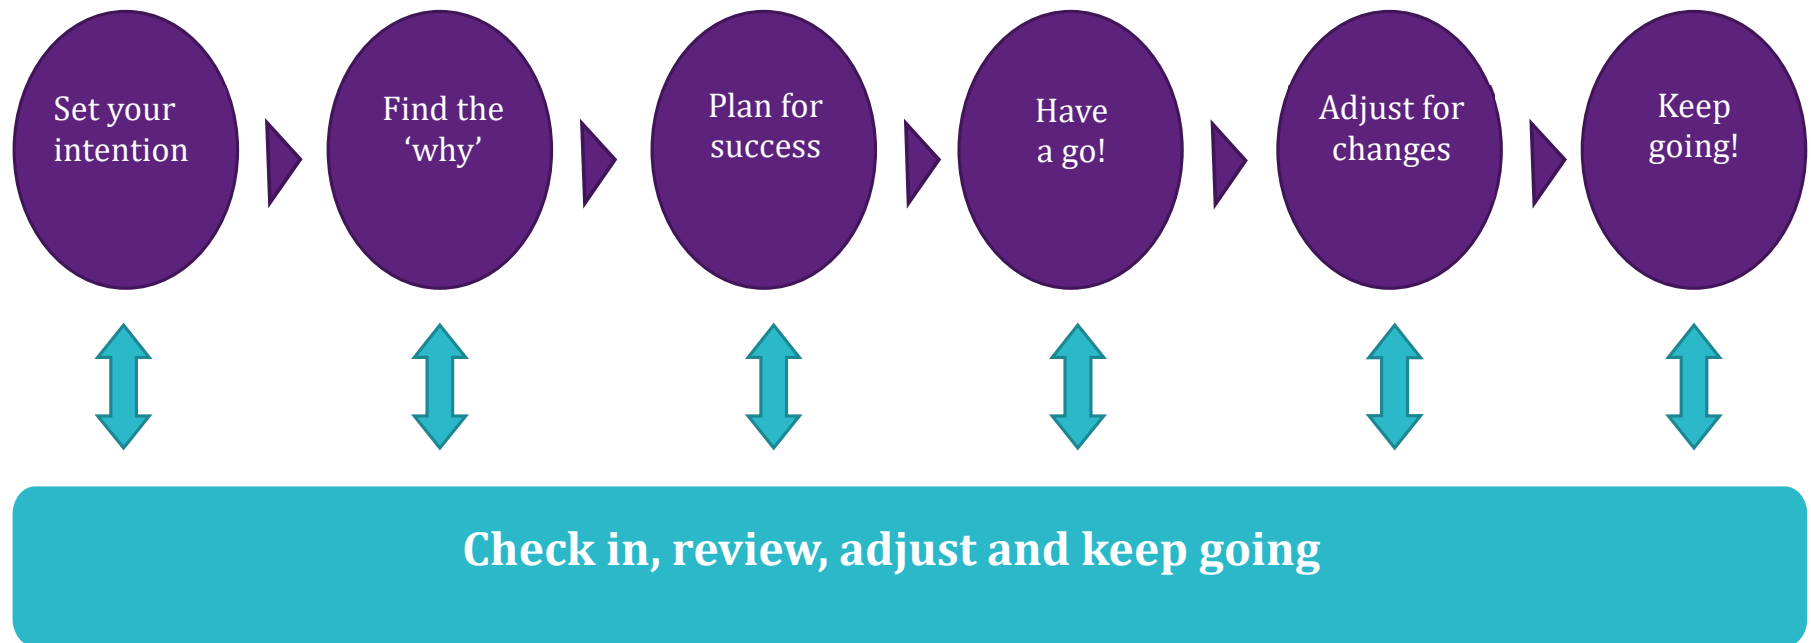 Set your
intention
Find the
‘why’
Plan for
success
Have
a go!
Adjust for
changes
Keep
going!
Check in, review, adjust and keep going